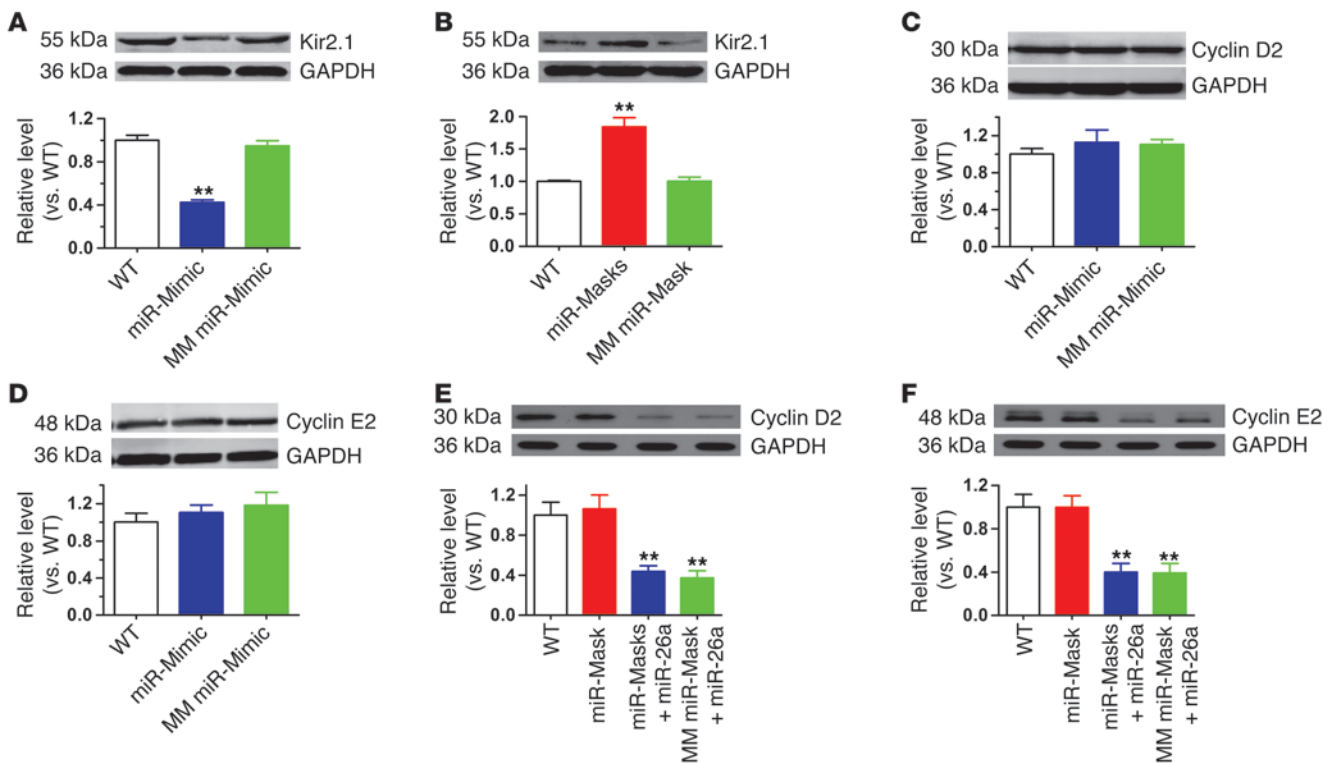 A
55 kDa
Kir2.1
36 kDa
GAPDH
Relative level
(vs. WT)
1.2
0.8
0.4
0.0
**
WT
miR-Mimic
MM miR-Mimic
B
55 kDa
Kir2.1
36 kDa
GAPDH
Relative level
(vs. WT)
2.0
1.5
1.0
0.5
0.0
**
WT
miR-Masks
MM miR-Mask
C
30 kDa
Cyclin D2
36 kDa
GAPDH
Relative level
(vs. WT)
1.2
0.8
0.4
0.0
WT
miR-Mimic
MM miR-Mimic
D
48 kDa
Cyclin E2
36 kDa
GAPDH
Relative level
(vs. WT)
1.2
0.8
0.4
0.0
WT
miR-Mimic
MM miR-Mimic
E
30 kDa
Cyclin D2
36 kDa
GAPDH
Relative level
(vs. WT)
1.2
0.8
0.4
0.0
**
**
WT
miR-Mask
miR-Masks
+ miR-26a
MM miR-Mask
+ miR-26a
F
48 kDa
Cyclin E2
36 kDa
GAPDH
Relative level
(vs. WT)
1.2
0.8
0.4
0.0
**
**
WT
miR-Mask
miR-Masks
+ miR-26a
MM miR-Mask
+ miR-26a